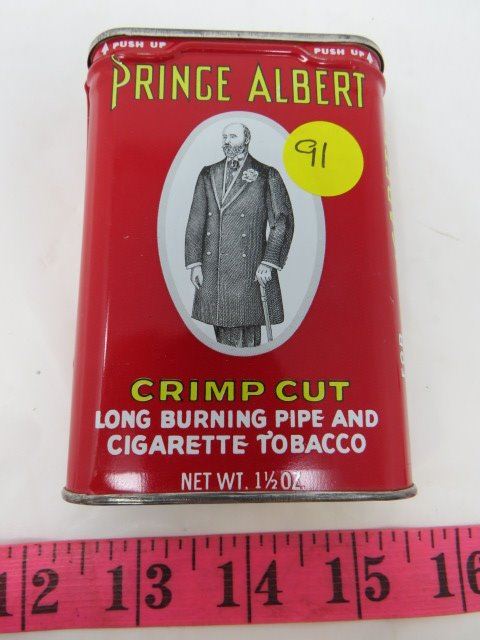 PUSH UP PUSH UP
PRINCE ALBERT
91
CRIMP CUT
LONG BURNING PIPE AND
CIGARETTE TOBACCO
NET WT. 1½ OZ.
FOR
12 13 14 15 16